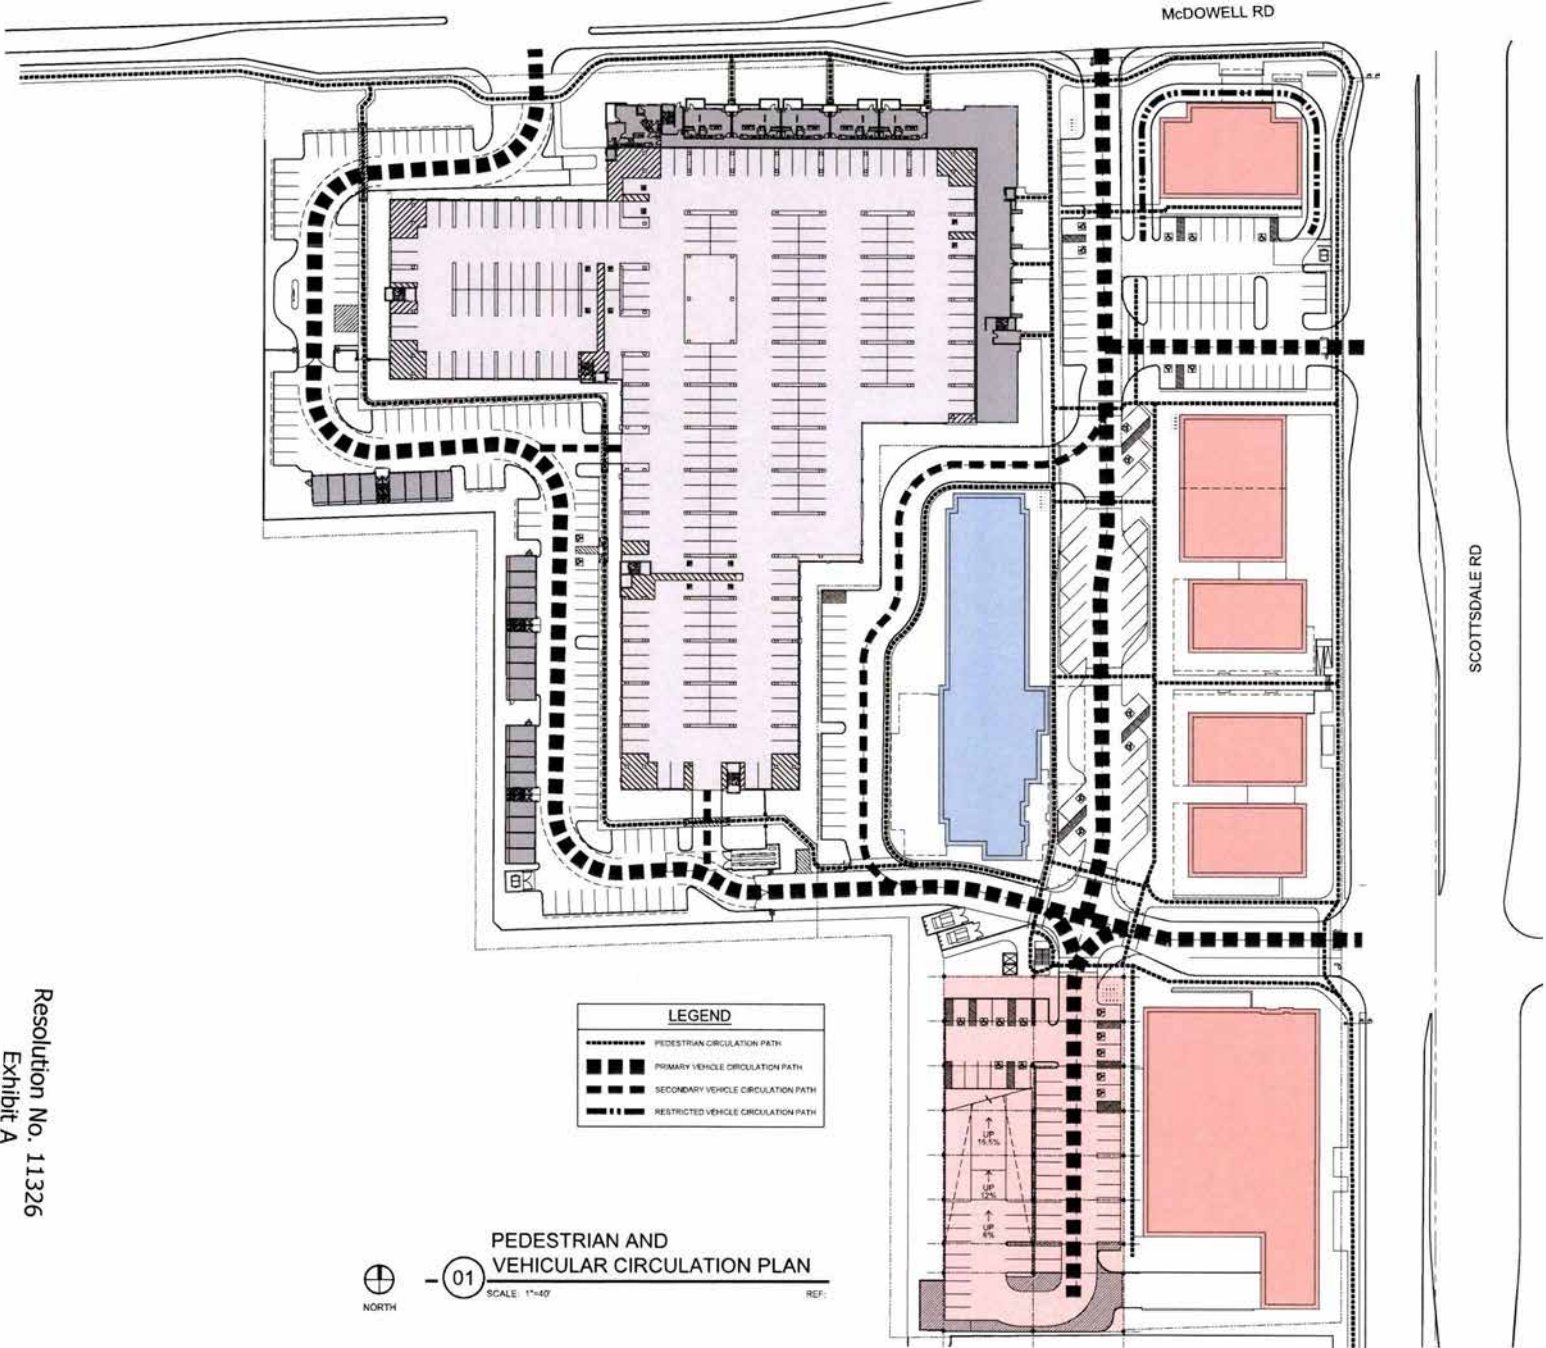 McDOWELL RD
SCOTTSDALE RD
LEGEND
PEDESTRIAN CIRCULATION PATH
PRIMARY VEHICLE CIRCULATION PATH
SECONDARY VEHICLE CIRCULATION PATH
RESTRICTED VEHICLE CIRCULATION PATH
UP
15.5%
UP
12%
UP
6%
PEDESTRIAN AND
VEHICULAR CIRCULATION PLAN
01
SCALE: 1"=40'
REF:
NORTH
Resolution No. 11326
Exhibit A